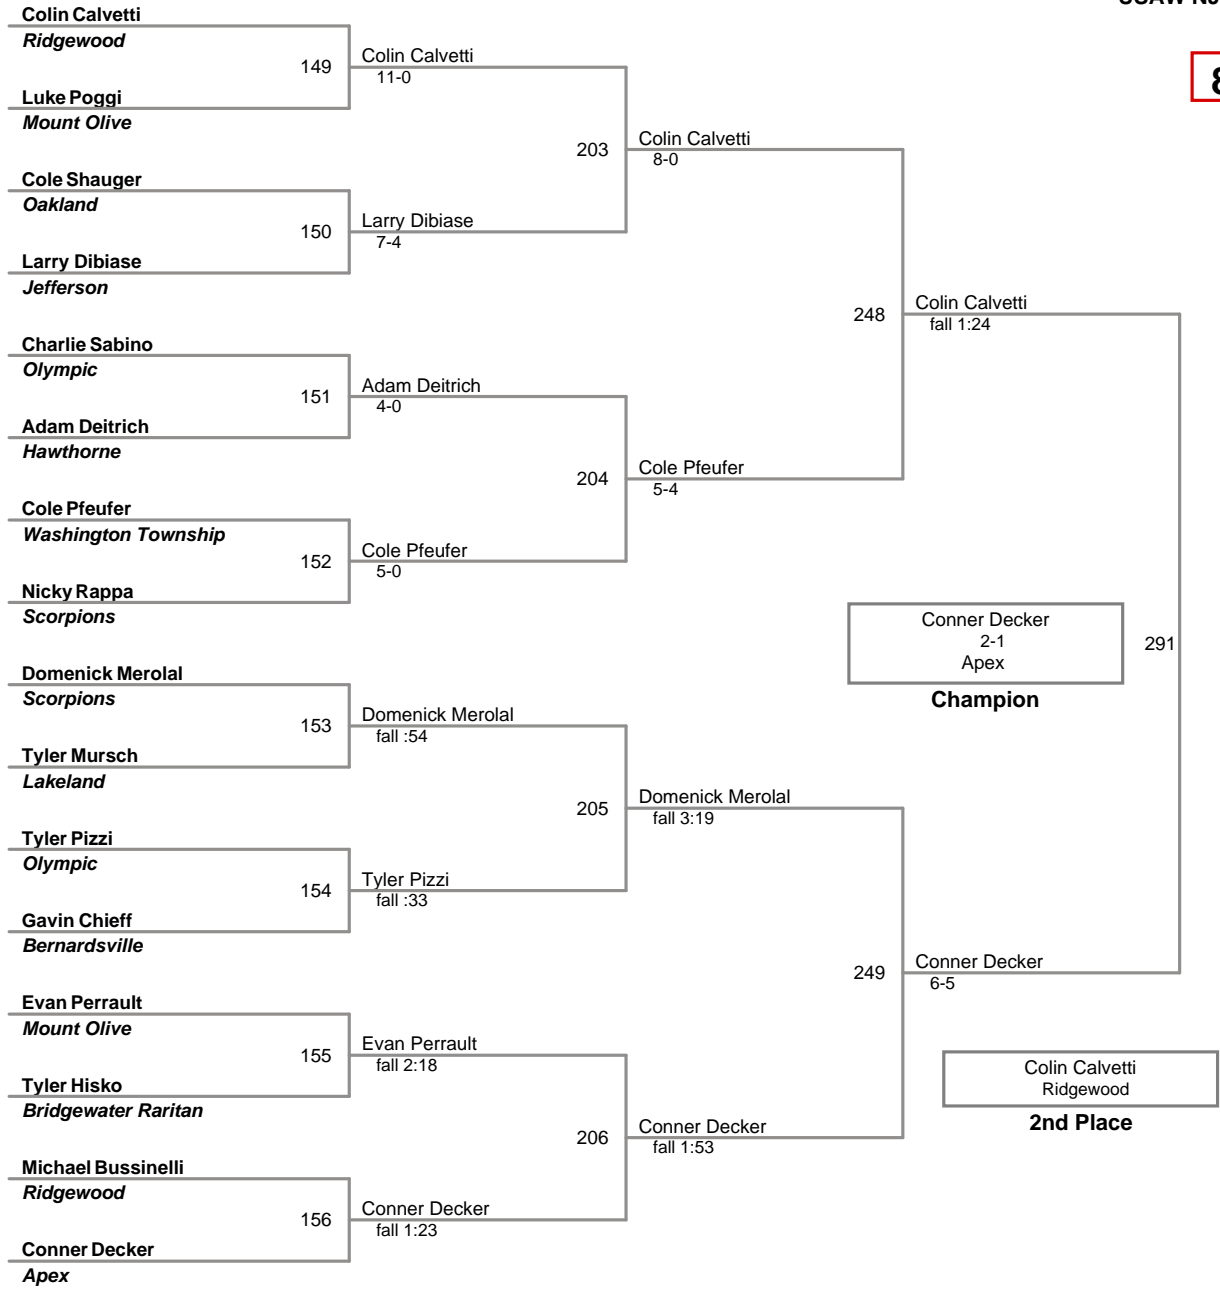 Colin Calvetti
Ridgewood
149
Colin Calvetti
11-0
Luke Poggi
Mount Olive
203
Colin Calvetti
8-0
Cole Shauger
Oakland
150
Larry Dibiase
7-4
Larry Dibiase
Jefferson
248
Colin Calvetti
fall 1:24
Charlie Sabino
Olympic
151
Adam Deitrich
4-0
Adam Deitrich
Hawthorne
204
Cole Pfeufer
5-4
Cole Pfeufer
Washington Township
152
Cole Pfeufer
5-0
Nicky Rappa
Scorpions
Conner Decker
2-1
Apex
Champion
291
Domenick Merolal
Scorpions
153
Domenick Merolal
fall :54
Tyler Mursch
Lakeland
205
Domenick Merolal
fall 3:19
Tyler Pizzi
Olympic
154
Tyler Pizzi
fall :33
Gavin Chieff
Bernardsville
249
Conner Decker
6-5
Evan Perrault
Mount Olive
155
Evan Perrault
fall 2:18
Tyler Hisko
Bridgewater Raritan
Colin Calvetti
Ridgewood
2nd Place
206
Conner Decker
fall 1:53
Michael Bussinelli
Ridgewood
156
Conner Decker
fall 1:23
Conner Decker
Apex